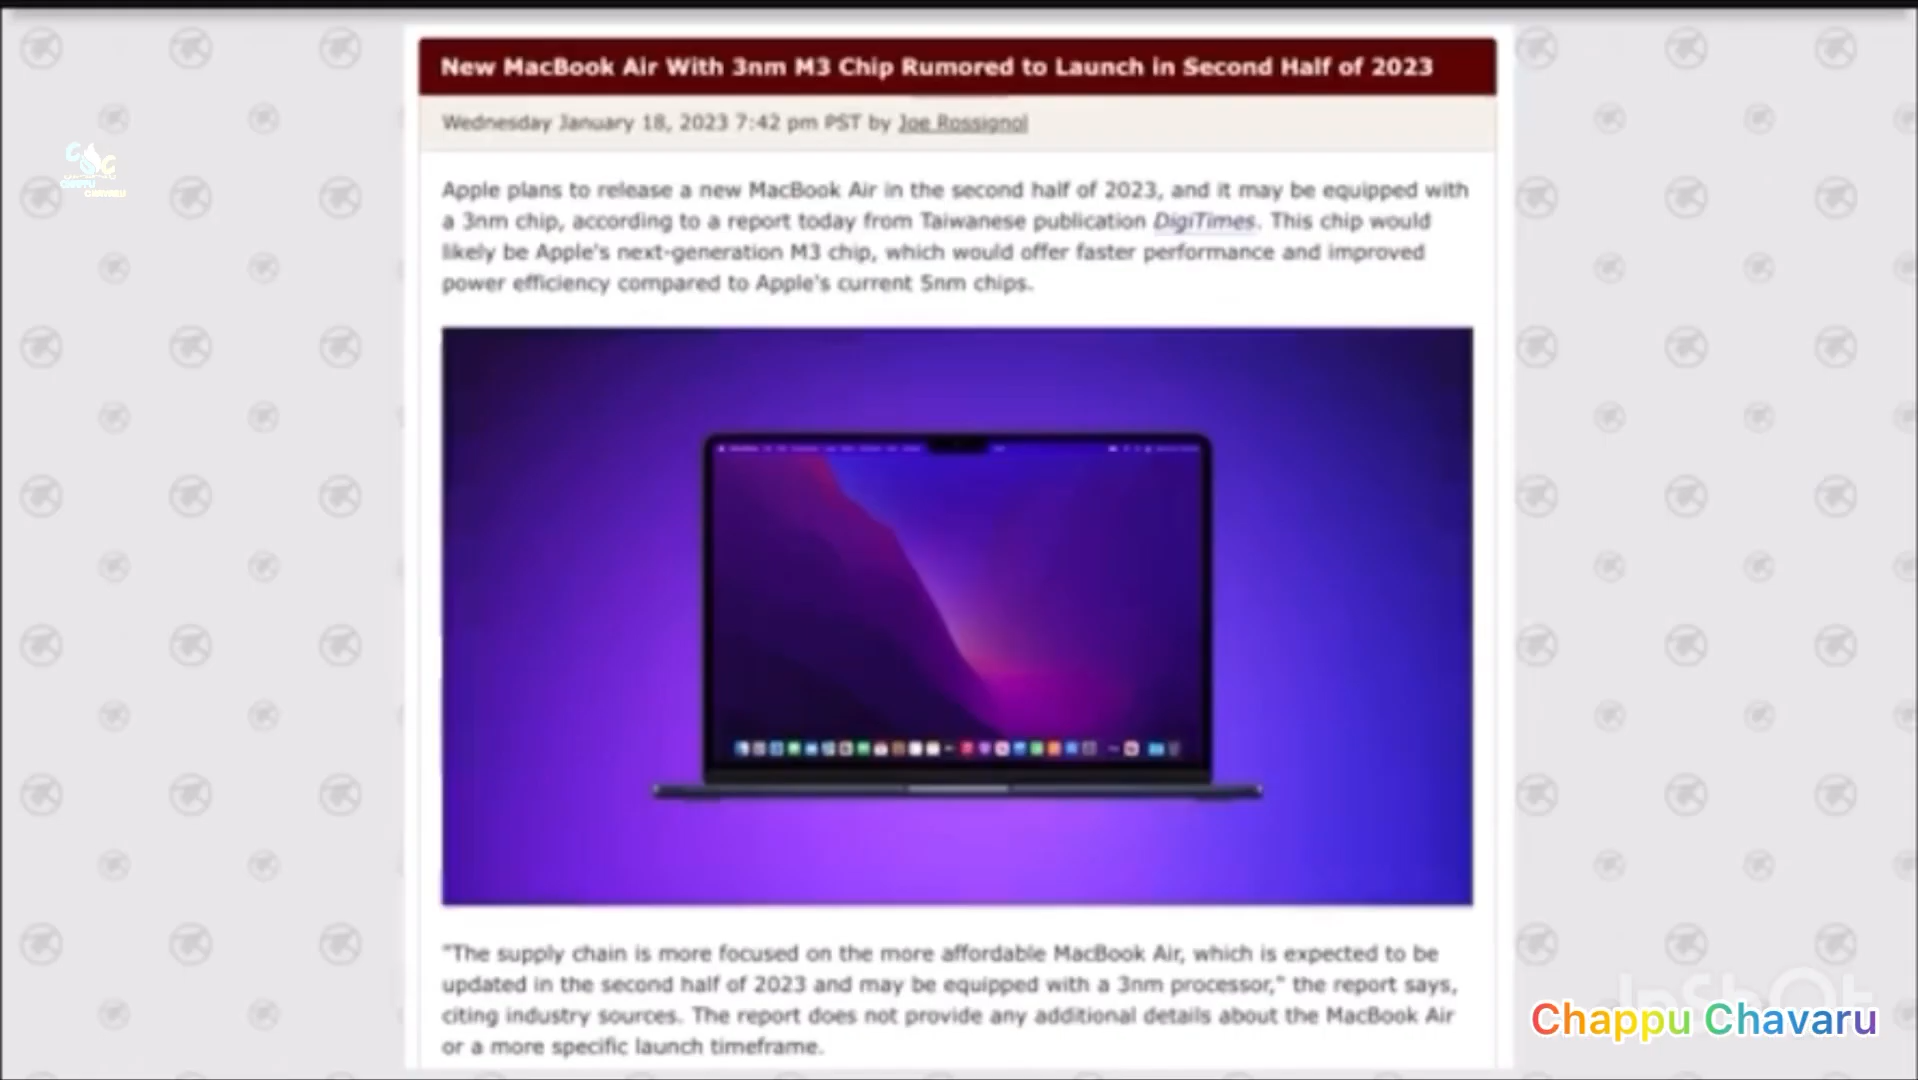 New MacBook Air With 3nm M3 Chip Rumored to Launch in Second Half of 2023
Wednesday January 18, 2023 7:42 pm PST by Joe Rossignol
CHAPPU
CHAVARU
Apple plans to release a new MacBook Air in the second half of 2023, and it may be equipped with
a 3nm chip, according to a report today from Taiwanese publication DigiTimes. This chip would
likely be Apple's next-generation M3 chip, which would offer faster performance and improved
power efficiency compared to Apple's current 5nm chips.
"The supply chain is more focused on the more affordable MacBook Air, which is expected to be
updated in the second half of 2023 and may be equipped with a 3nm processor," the report says,
citing industry sources. The report does not provide any additional details about the MacBook Air
or a more specific launch timeframe.
InShOt
Chappu Chavaru